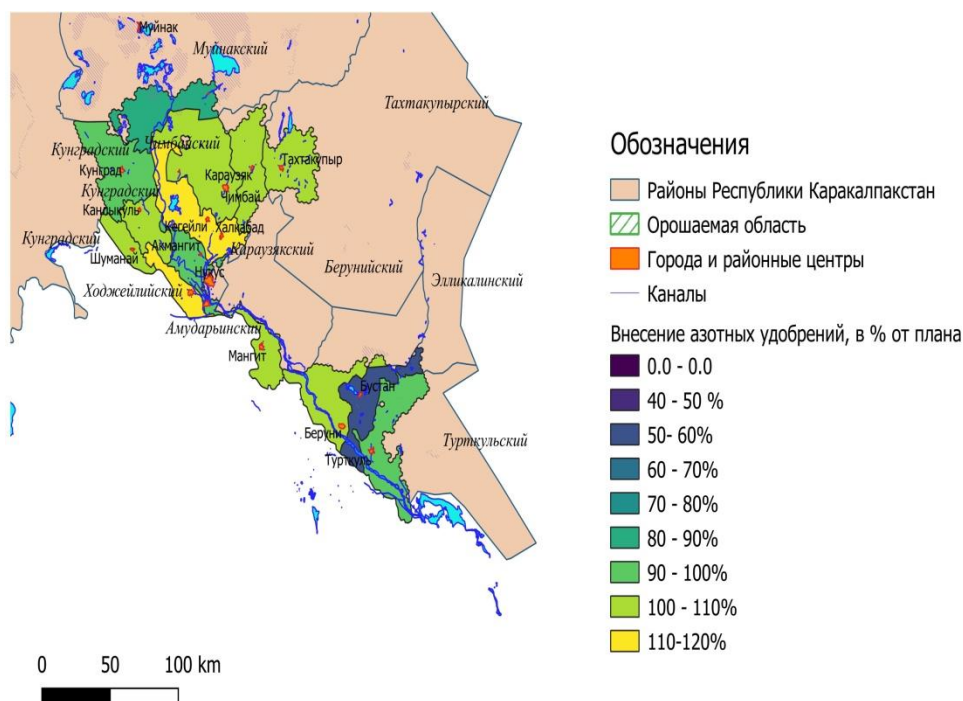 Муйнак
Муйнакский
Тахтакупырский
Кунградский
Чимбайский
Тахтакупыр
Кунград
Караузяк
Кунградский
Чимбай
Канлыкуль
Кегейли
Халкабад
Кунградский
Акмангит
Караузякский
Шуманай
Нукус
Берунийский
Элликалинский
Ходжейлийский
Амударьинский
Мангит
Бустан
Беруни
Турткульский
Турткуль
0 50 100 km
Обозначения
Районы Республики Каракалпакстан
Орошаемая область
Города и районные центры
Каналы
Внесение азотных удобрений, в % от плана
0.0 - 0.0
40 - 50 %
50- 60%
60 - 70%
70 - 80%
80 - 90%
90 - 100%
100 - 110%
110-120%